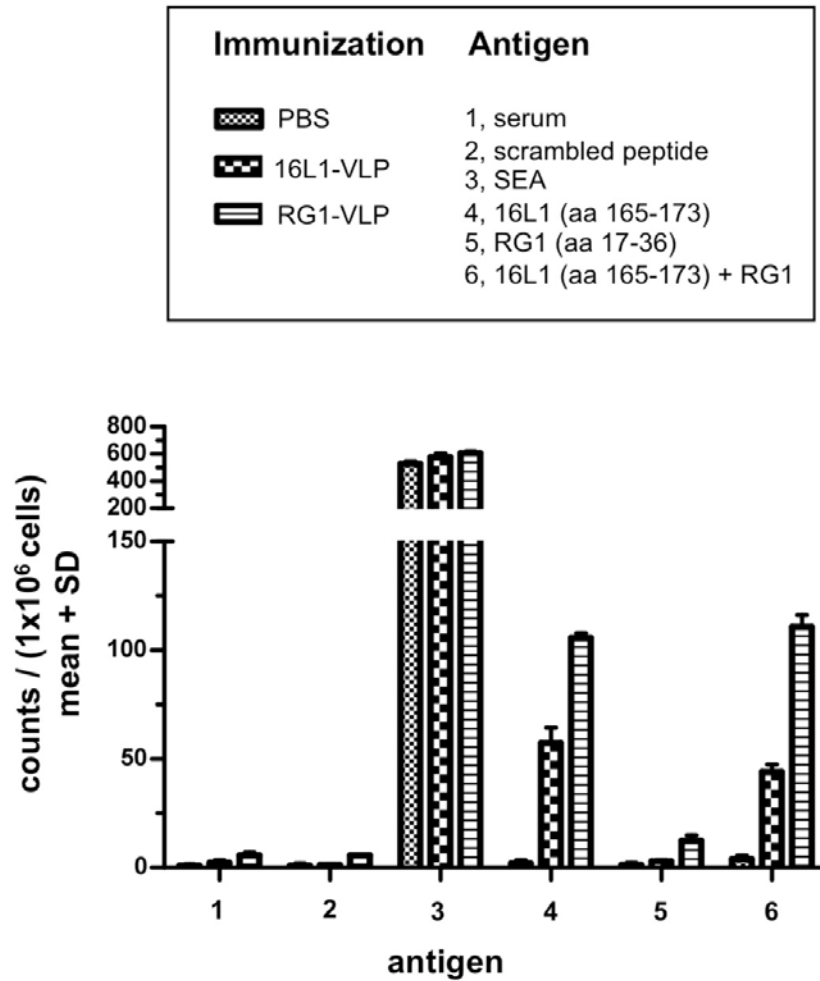 Immunization Antigen
PBS
16L1-VLP
RG1-VLP
1, serum
2, scrambled peptide
3, SEA
4, 16L1 (aa 165-173)
5, RG1 (aa 17-36)
6, 16L1 (aa 165-173) + RG1
counts / (1x10⁶ cells)
mean + SD
800
600
400
200
150
100
50
0
1 2 3 4 5 6
antigen